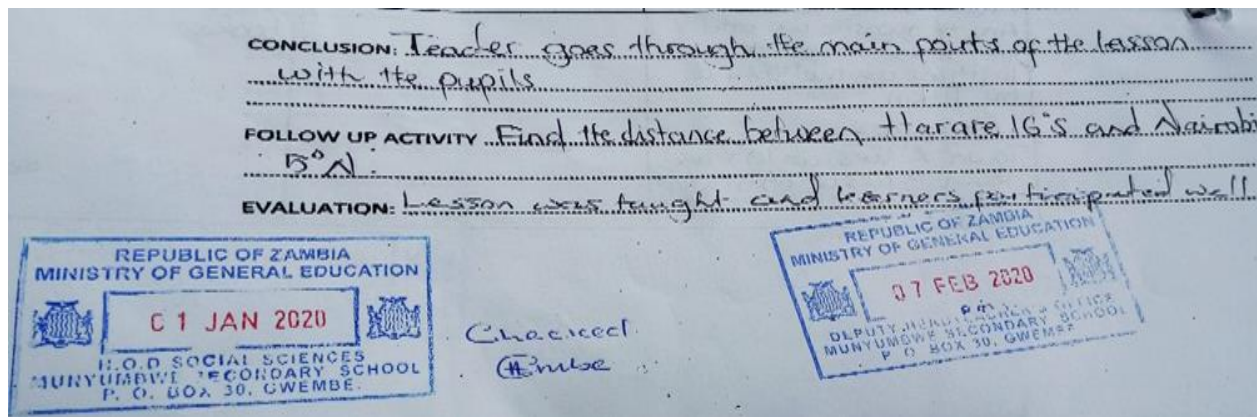 CONCLUSION: Teacher goes through the main points of the lesson
with the pupils
FOLLOW UP ACTIVITY Find the distance between Harare 16°S and Nairobi
5°N.
EVALUATION: Lesson was taught and learners participated well
REPUBLIC OF ZAMBIA
MINISTRY OF GENERAL EDUCATION
01 JAN 2020
H.O.D SOCIAL SCIENCES
MUNYUMBWE SECONDARY SCHOOL
P. O. BOX 30, GWEMBE.
REPUBLIC OF ZAMBIA
MINISTRY OF GENERAL EDUCATION
07 FEB 2020
DEPUTY OFFICE
MUNYUMBWE SECONDARY SCHOOL
P O BOX 30, GWEMBE